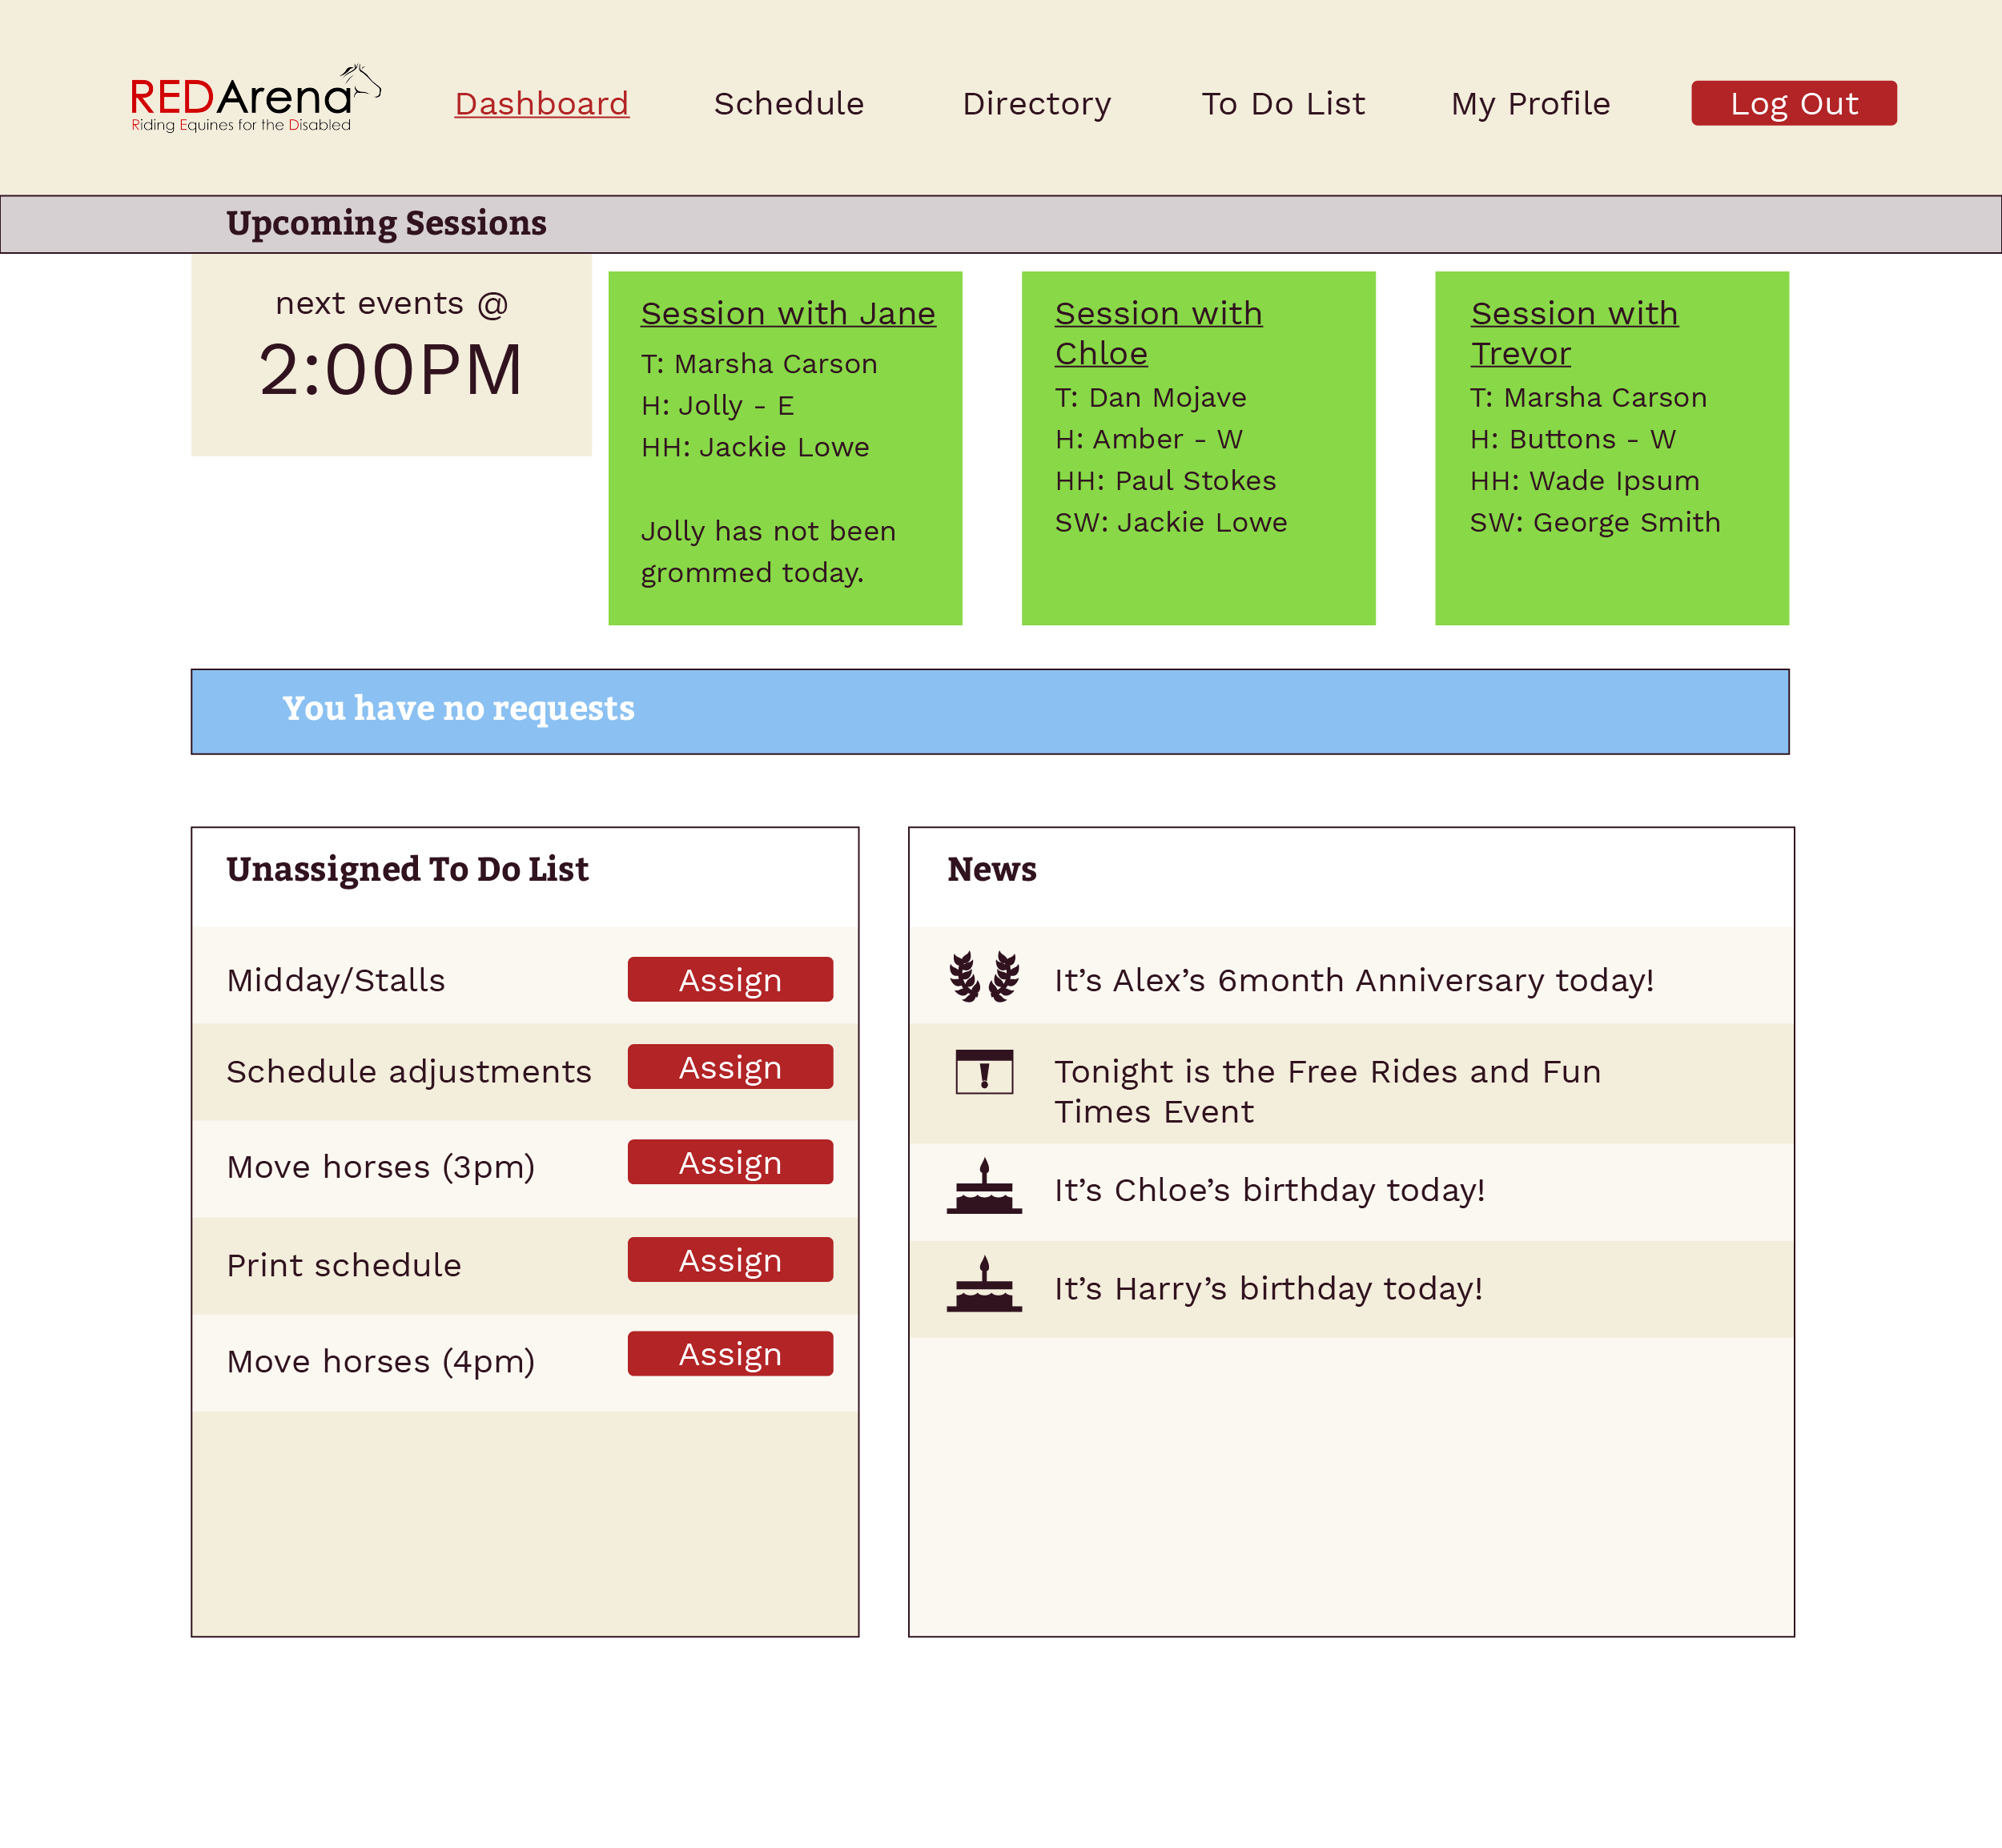 REDArena
Riding Equines for the Disabled
Dashboard
Schedule
Directory
To Do List
My Profile
Log Out
Upcoming Sessions
next events @
2:00PM
Session with Jane
T: Marsha Carson
H: Jolly - E
HH: Jackie Lowe
Jolly has not been
grommed today.
Session with
Chloe
T: Dan Mojave
H: Amber - W
HH: Paul Stokes
SW: Jackie Lowe
Session with
Trevor
T: Marsha Carson
H: Buttons - W
HH: Wade Ipsum
SW: George Smith
You have no requests
Unassigned To Do List
Midday/Stalls
Assign
Schedule adjustments
Assign
Move horses (3pm)
Assign
Print schedule
Assign
Move horses (4pm)
Assign
News
It’s Alex’s 6month Anniversary today!
Tonight is the Free Rides and Fun
Times Event
It’s Chloe’s birthday today!
It’s Harry’s birthday today!